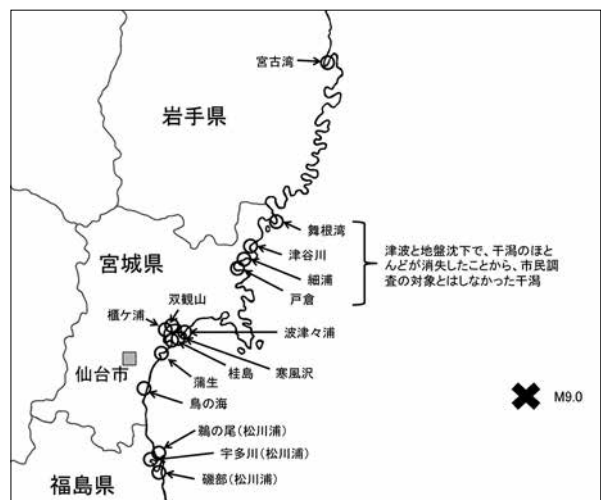 宮古湾
岩手県
舞根湾
津谷川
細浦
戸倉
津波と地盤沈下で、干潟のほと
んどが消失したことから、市民調
査の対象とはしなかった干潟
宮城県
双観山
櫃ケ浦
波津々浦
仙台市
桂島
寒風沢
蒲生
鳥の海
M9.0
鵜の尾(松川浦)
宇多川(松川浦)
磯部(松川浦)
福島県